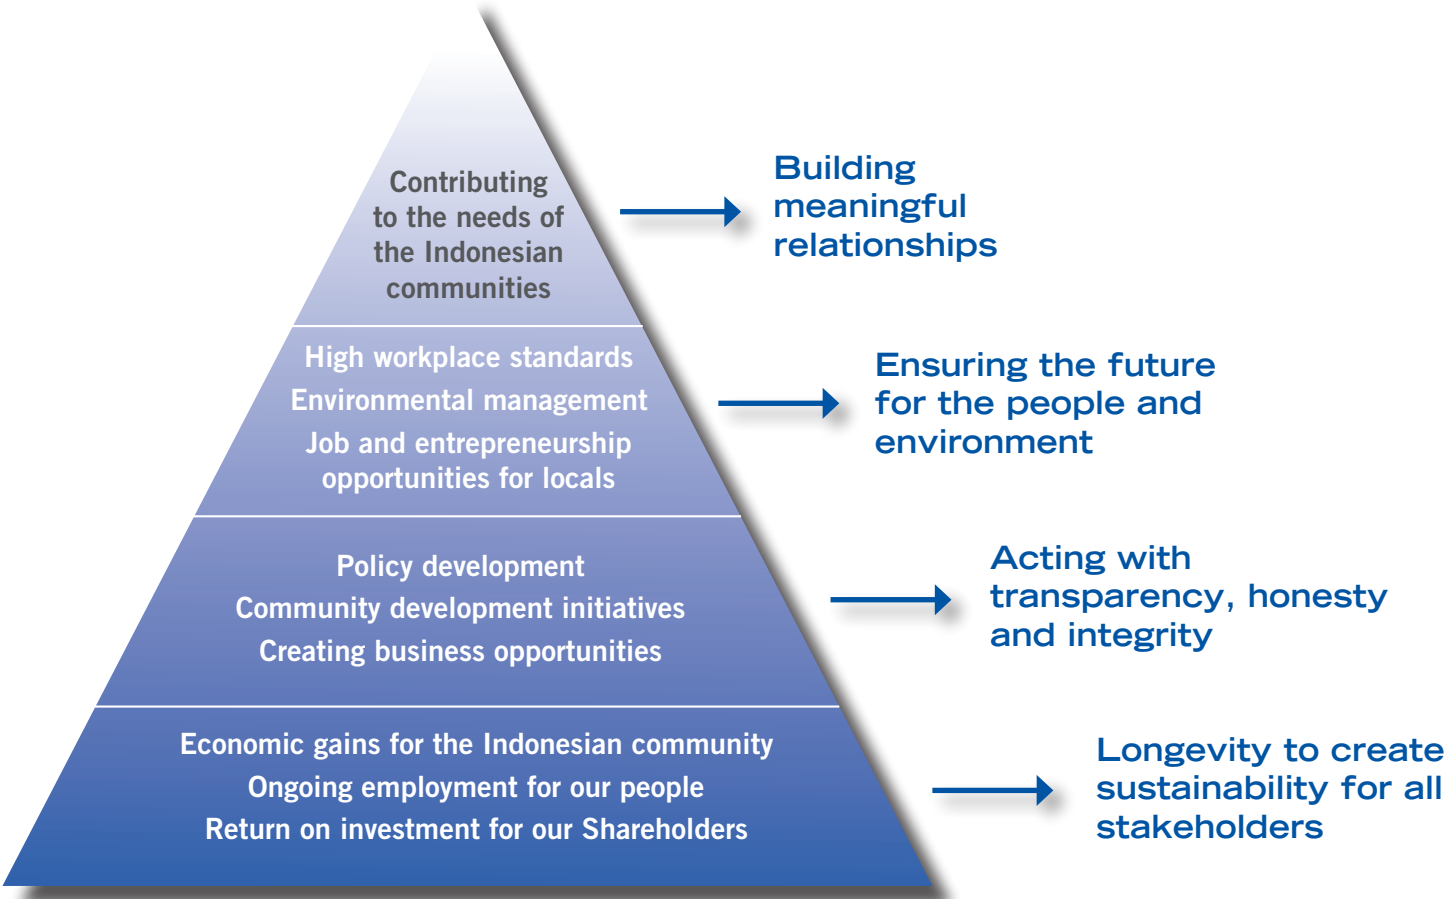 Contributing
to the needs of
the Indonesian
communities
Building
meaningful
relationships
High workplace standards
Environmental management
Job and entrepreneurship
opportunities for locals
Ensuring the future
for the people and
environment
Policy development
Community development initiatives
Creating business opportunities
Acting with
transparency, honesty
and integrity
Economic gains for the Indonesian community
Ongoing employment for our people
Return on investment for our Shareholders
Longevity to create
sustainability for all
stakeholders